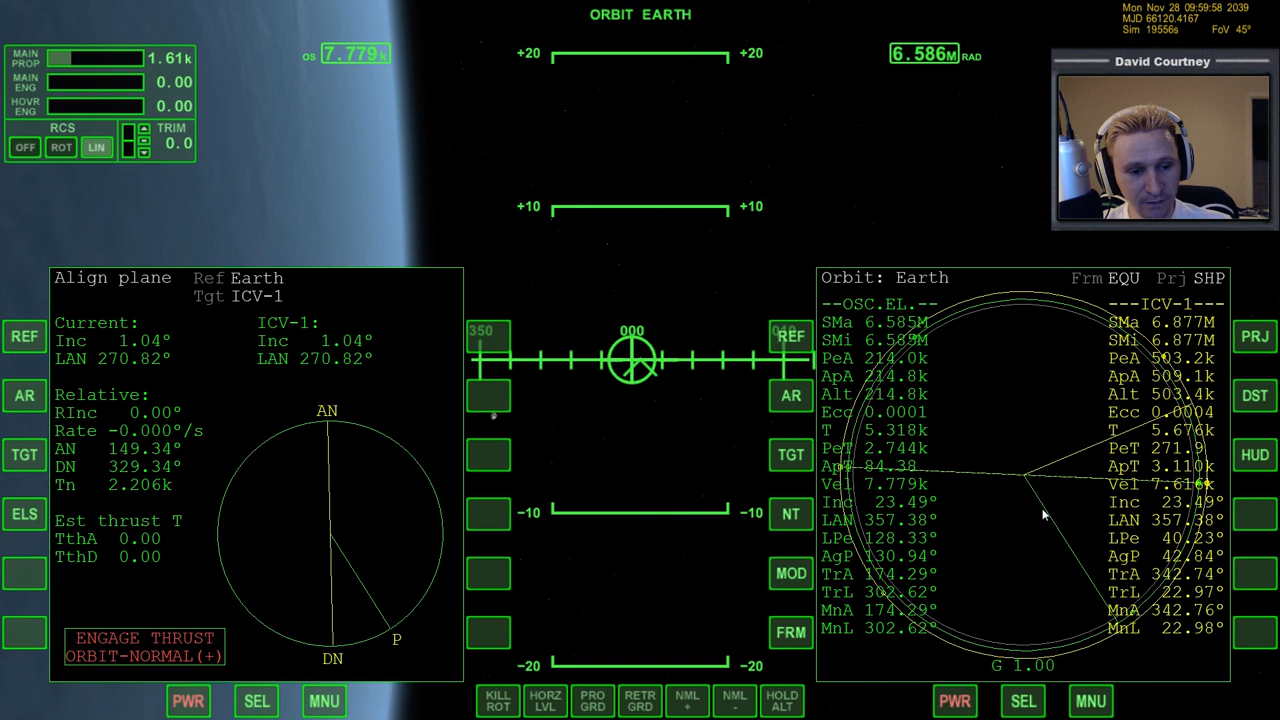 ORBIT EARTH
Mon Nov 28 09:59:58 2039
MJD 66120.4167
Sim 19556s FoV 45°
David Courtney
MAIN PROP 1.61k
MAIN ENG 0.00
HOVR ENG 0.00
RCS
TRIM
0.0
OFF ROT LIN
OS 7.779k
6.586M RAD
+20 +20
+10 +10
350 000
-10 -10
-20 -20
Align plane Ref Earth
Tgt ICV-1
Current: ICV-1:
Inc 1.04° Inc 1.04°
LAN 270.82° LAN 270.82°
Relative:
RInc 0.00°
Rate -0.000°/s
AN 149.34°
DN 329.34°
Tn 2.206k
Est thrust T
TthA 0.00
TthD 0.00
ENGAGE THRUST
ORBIT-NORMAL(+)
AN
DN
P
REF
AR
TGT
ELS
PWR SEL MNU
REF
AR
TGT
NT
MOD
FRM
KILL ROT
HORZ LVL
PRO GRD
RETR GRD
NML +
NML -
HOLD ALT
Orbit: Earth Frm EQU Prj SHP
--OSC.EL.-- ---ICV-1---
SMa 6.585M SMa 6.877M
SMi 6.585M SMi 6.877M
PeA 214.0k PeA 503.2k
ApA 214.8k ApA 509.1k
Alt 214.8k Alt 503.4k
Ecc 0.0001 Ecc 0.0004
T 5.318k T 5.676k
PeT 2.744k PeT 271.9
ApT 84.38 ApT 3.110k
Vel 7.779k Vel 7.616k
Inc 23.49° Inc 23.49°
LAN 357.38° LAN 357.38°
LPe 128.33° LPe 40.23°
AgP 130.94° AgP 42.84°
TrA 174.29° TrA 342.74°
TrL 302.62° TrL 22.97°
MnA 174.29° MnA 342.76°
MnL 302.62° MnL 22.98°
G 1.00
PRJ
DST
HUD
PWR SEL MNU